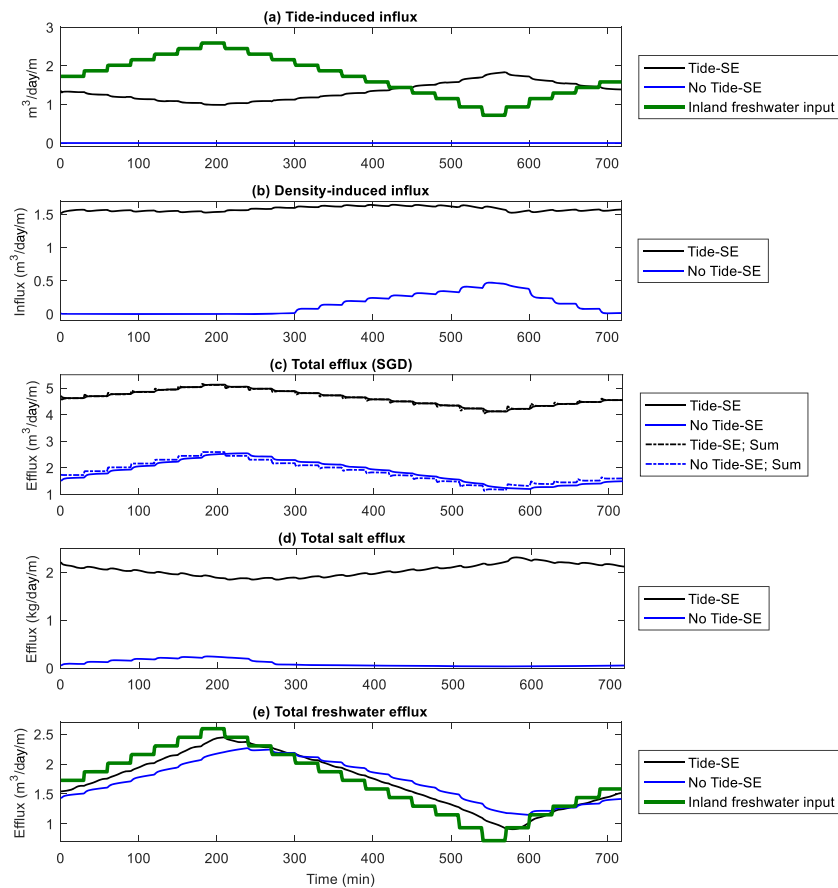 (a) Tide-induced influx
m³/day/m
3
2
1
0
0 100 200 300 400 500 600 700
Tide-SE
No Tide-SE
Inland freshwater input
(b) Density-induced influx
Influx (m³/day/m)
1.5
1
0.5
0
0 100 200 300 400 500 600 700
Tide-SE
No Tide-SE
(c) Total efflux (SGD)
Efflux (m³/day/m)
5
4
3
2
1
0
0 100 200 300 400 500 600 700
Tide-SE
No Tide-SE
Tide-SE; Sum
No Tide-SE; Sum
(d) Total salt efflux
Efflux (kg/day/m)
2
1
0
0 100 200 300 400 500 600 700
Tide-SE
No Tide-SE
(e) Total freshwater efflux
Efflux (m³/day/m)
2.5
2
1.5
1
0 100 200 300 400 500 600 700
Time (min)
Tide-SE
No Tide-SE
Inland freshwater input